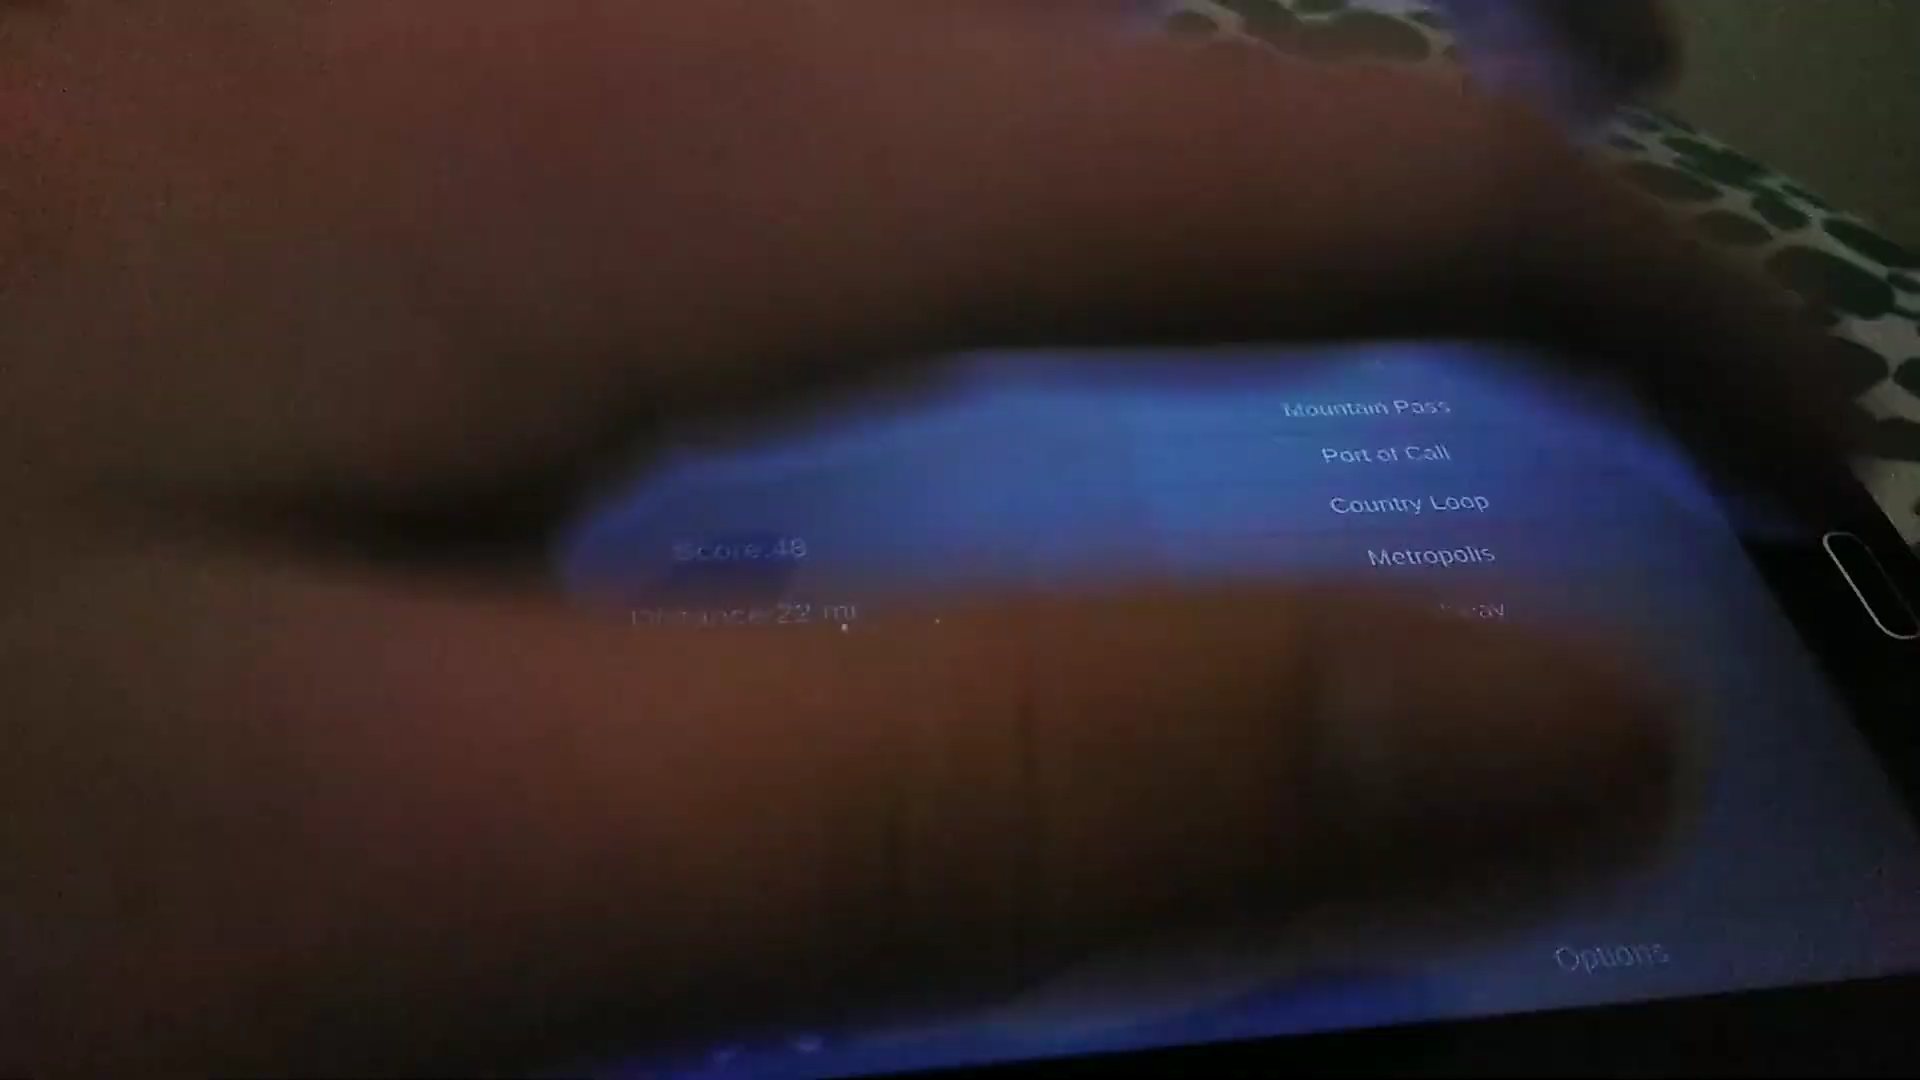 Mountain Pass
Port of Call
Country Loop
Score:48
Metropolis
Distance:22 mi
Options